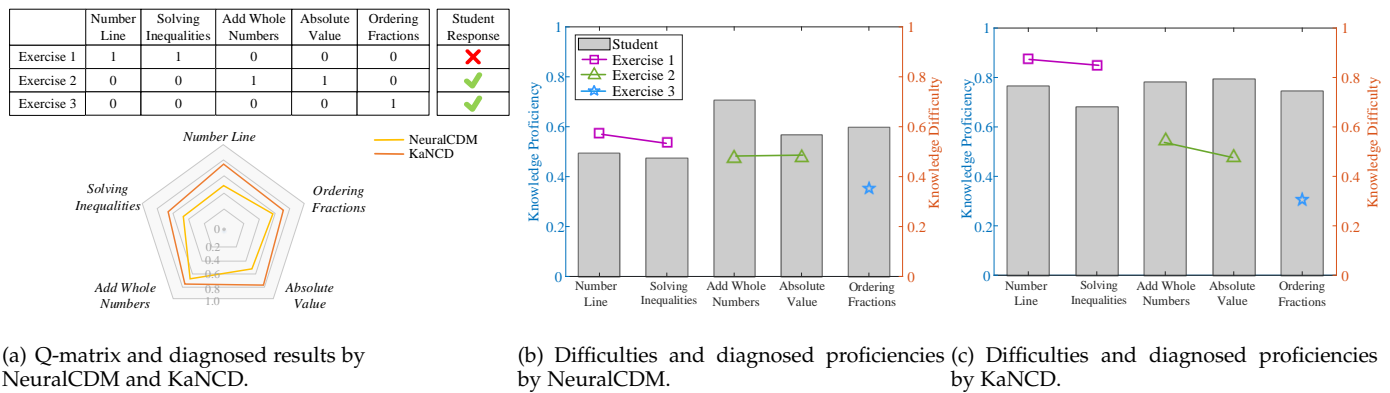 Number Line Solving Inequalities Add Whole Numbers Absolute Value Ordering Fractions Student Response
Exercise 1 1 1 0 0 0
Exercise 2 0 0 1 1 0
Exercise 3 0 0 0 0 1
NeuralCDM
KaNCD
Number Line
Solving
Inequalities
Ordering
Fractions
Add Whole
Numbers
Absolute
Value
0
0.2
0.4
0.6
0.8
1.0
(a) Q-matrix and diagnosed results by
NeuralCDM and KaNCD.
Knowledge Proficiency
1
0.8
0.6
0.4
0.2
0
Student
Exercise 1
Exercise 2
Exercise 3
1
0.8
0.6
0.4
0.2
0
Knowledge Difficulty
Number Line
Solving Inequalities
Add Whole Numbers
Absolute Value
Ordering Fractions
(b) Difficulties and diagnosed proficiencies
by NeuralCDM.
Knowledge Proficiency
1
0.8
0.6
0.4
0.2
0
1
0.8
0.6
0.4
0.2
0
Knowledge Difficulty
Number Line
Solving Inequalities
Add Whole Numbers
Absolute Value
Ordering Fractions
(c) Difficulties and diagnosed proficiencies
by KaNCD.